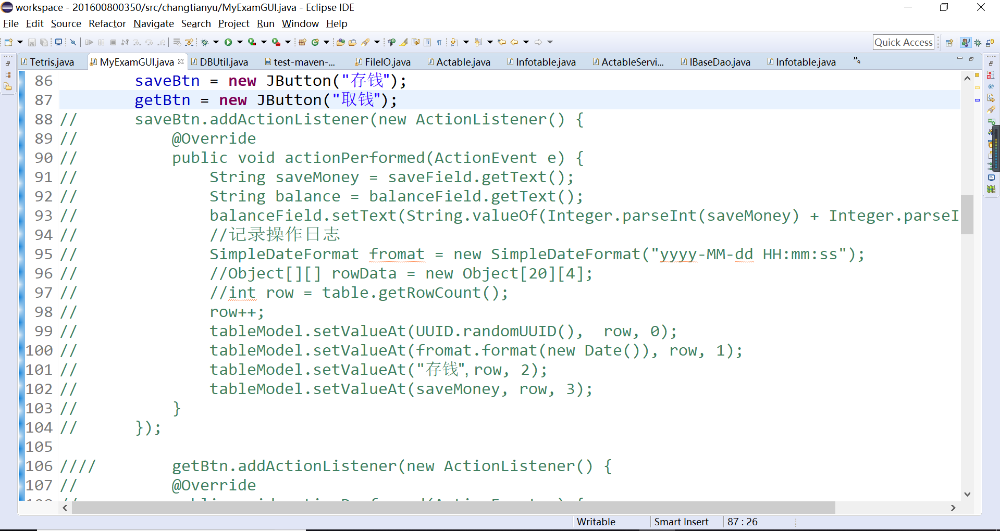 workspace - 201600800350/src/changtianyu/MyExamGUI.java - Eclipse IDE
File Edit Source Refactor Navigate Search Project Run Window Help
Quick Access
Tetris.java MyExamGUI.java DBUtil.java test-maven-... FileIO.java Actable.java Infotable.java ActableServi... IBaseDao.java Infotable.java
86 saveBtn = new JButton("存钱");
87 getBtn = new JButton("取钱");
88 // saveBtn.addActionListener(new ActionListener() {
89 // @Override
90 // public void actionPerformed(ActionEvent e) {
91 // String saveMoney = saveField.getText();
92 // String balance = balanceField.getText();
93 // balanceField.setText(String.valueOf(Integer.parseInt(saveMoney) + Integer.parseI
94 // //记录操作日志
95 // SimpleDateFormat fromat = new SimpleDateFormat("yyyy-MM-dd HH:mm:ss");
96 // //Object[][] rowData = new Object[20][4];
97 // //int row = table.getRowCount();
98 // row++;
99 // tableModel.setValueAt(UUID.randomUUID(), row, 0);
100 // tableModel.setValueAt(fromat.format(new Date()), row, 1);
101 // tableModel.setValueAt("存钱", row, 2);
102 // tableModel.setValueAt(saveMoney, row, 3);
103 // }
104 // });
105
106 //// getBtn.addActionListener(new ActionListener() {
107 // @Override
Writable Smart Insert 87 : 26